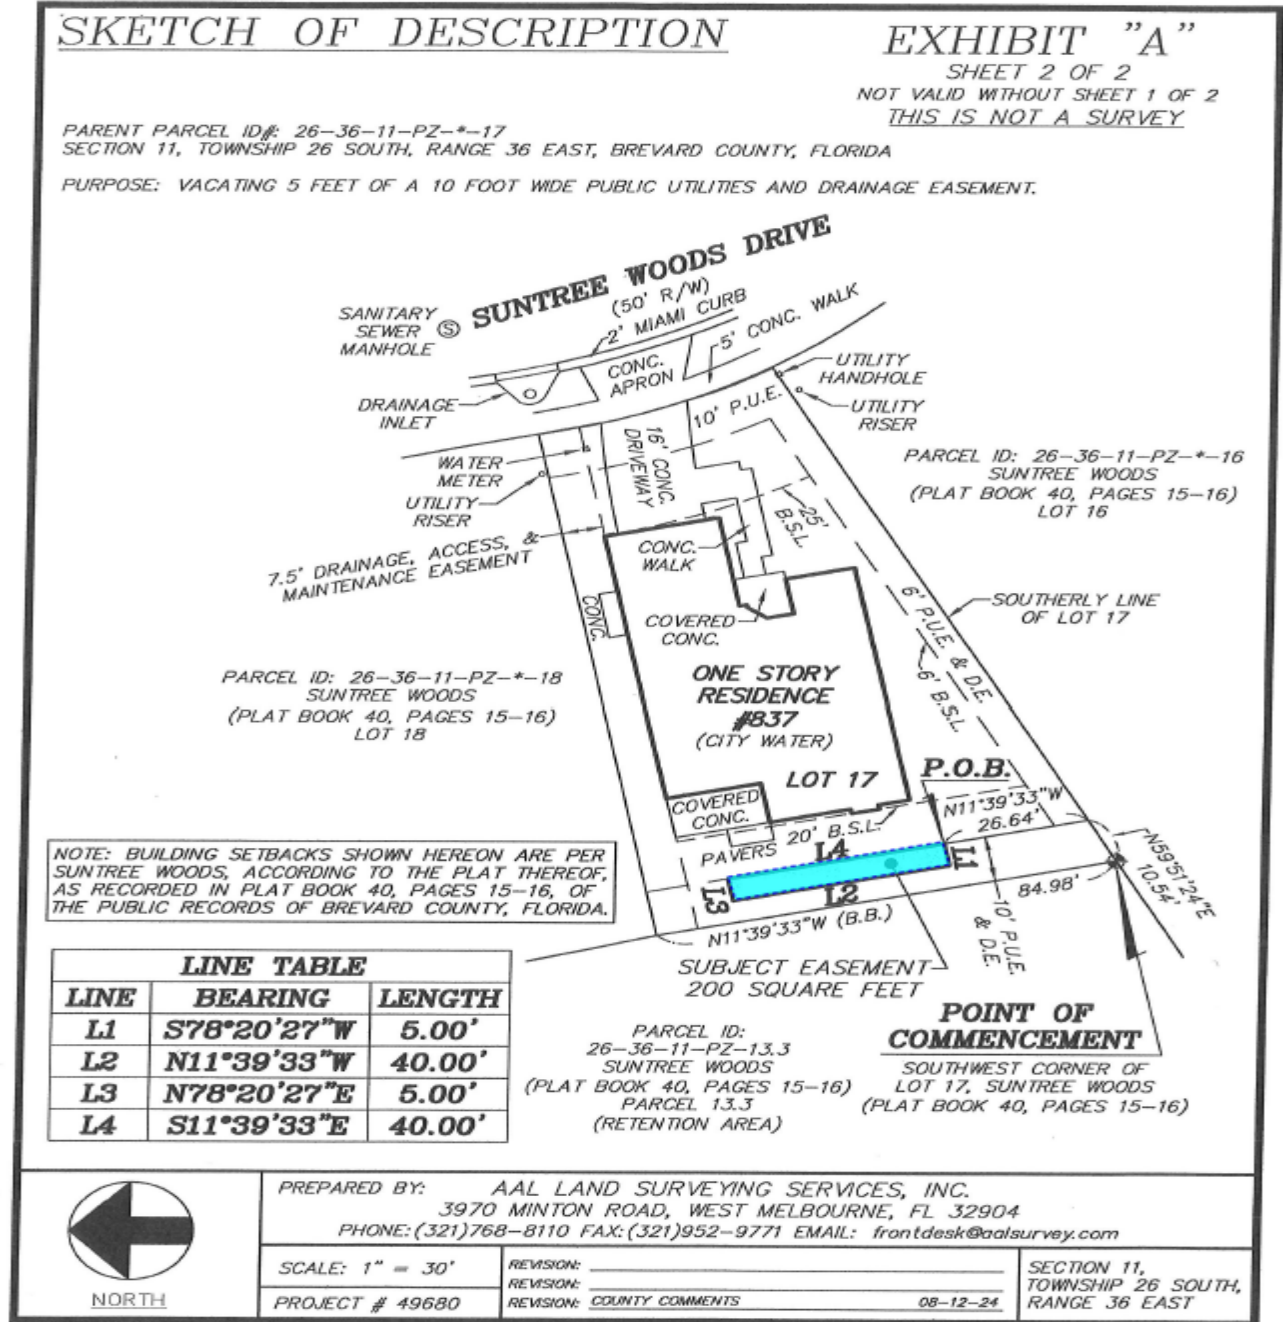 SKETCH OF DESCRIPTION
EXHIBIT "A"
SHEET 2 OF 2
NOT VALID WITHOUT SHEET 1 OF 2
THIS IS NOT A SURVEY
PARENT PARCEL ID#: 26-36-11-PZ-*-17
SECTION 11, TOWNSHIP 26 SOUTH, RANGE 36 EAST, BREVARD COUNTY, FLORIDA
PURPOSE: VACATING 5 FEET OF A 10 FOOT WIDE PUBLIC UTILITIES AND DRAINAGE EASEMENT.
SUNTREE WOODS DRIVE
(50' R/W)
2' MIAMI CURB
5' CONC. WALK
SANITARY
SEWER
MANHOLE
S
CONC.
APRON
DRAINAGE
INLET
UTILITY
HANDHOLE
UTILITY
RISER
10' P.U.E.
WATER
METER
UTILITY
RISER
16' CONC.
DRIVEWAY
PARCEL ID: 26-36-11-PZ-*-16
SUNTREE WOODS
(PLAT BOOK 40, PAGES 15-16)
LOT 16
25'
B.S.L.
7.5' DRAINAGE, ACCESS, &
MAINTENANCE EASEMENT
CONC.
WALK
CONC.
COVERED
CONC.
6' P.U.E. & D.E.
6' B.S.L.
SOUTHERLY LINE
OF LOT 17
PARCEL ID: 26-36-11-PZ-*-18
SUNTREE WOODS
(PLAT BOOK 40, PAGES 15-16)
LOT 18
ONE STORY
RESIDENCE
#837
(CITY WATER)
LOT 17
P.O.B.
COVERED
CONC.
N11°39'33"W
26.64'
PAVERS
20' B.S.L.
L4
L1
L2
L3
N59°51'24"E
10.54'
84.98'
N11°39'33"W (B.B.)
10' P.U.E.
& D.E.
NOTE: BUILDING SETBACKS SHOWN HEREON ARE PER
SUNTREE WOODS, ACCORDING TO THE PLAT THEREOF,
AS RECORDED IN PLAT BOOK 40, PAGES 15-16, OF
THE PUBLIC RECORDS OF BREVARD COUNTY, FLORIDA.
SUBJECT EASEMENT
200 SQUARE FEET
LINE TABLE
LINE BEARING LENGTH
L1 S78°20'27"W 5.00'
L2 N11°39'33"W 40.00'
L3 N78°20'27"E 5.00'
L4 S11°39'33"E 40.00'
PARCEL ID:
26-36-11-PZ-13.3
SUNTREE WOODS
(PLAT BOOK 40, PAGES 15-16)
PARCEL 13.3
(RETENTION AREA)
POINT OF
COMMENCEMENT
SOUTHWEST CORNER OF
LOT 17, SUNTREE WOODS
(PLAT BOOK 40, PAGES 15-16)
NORTH
PREPARED BY: AAL LAND SURVEYING SERVICES, INC.
3970 MINTON ROAD, WEST MELBOURNE, FL 32904
PHONE:(321)768-8110 FAX:(321)952-9771 EMAIL: frontdesk@aalsurvey.com
SCALE: 1" = 30'
PROJECT # 49680
REVISION:
REVISION:
REVISION: COUNTY COMMENTS 08-12-24
SECTION 11,
TOWNSHIP 26 SOUTH,
RANGE 36 EAST